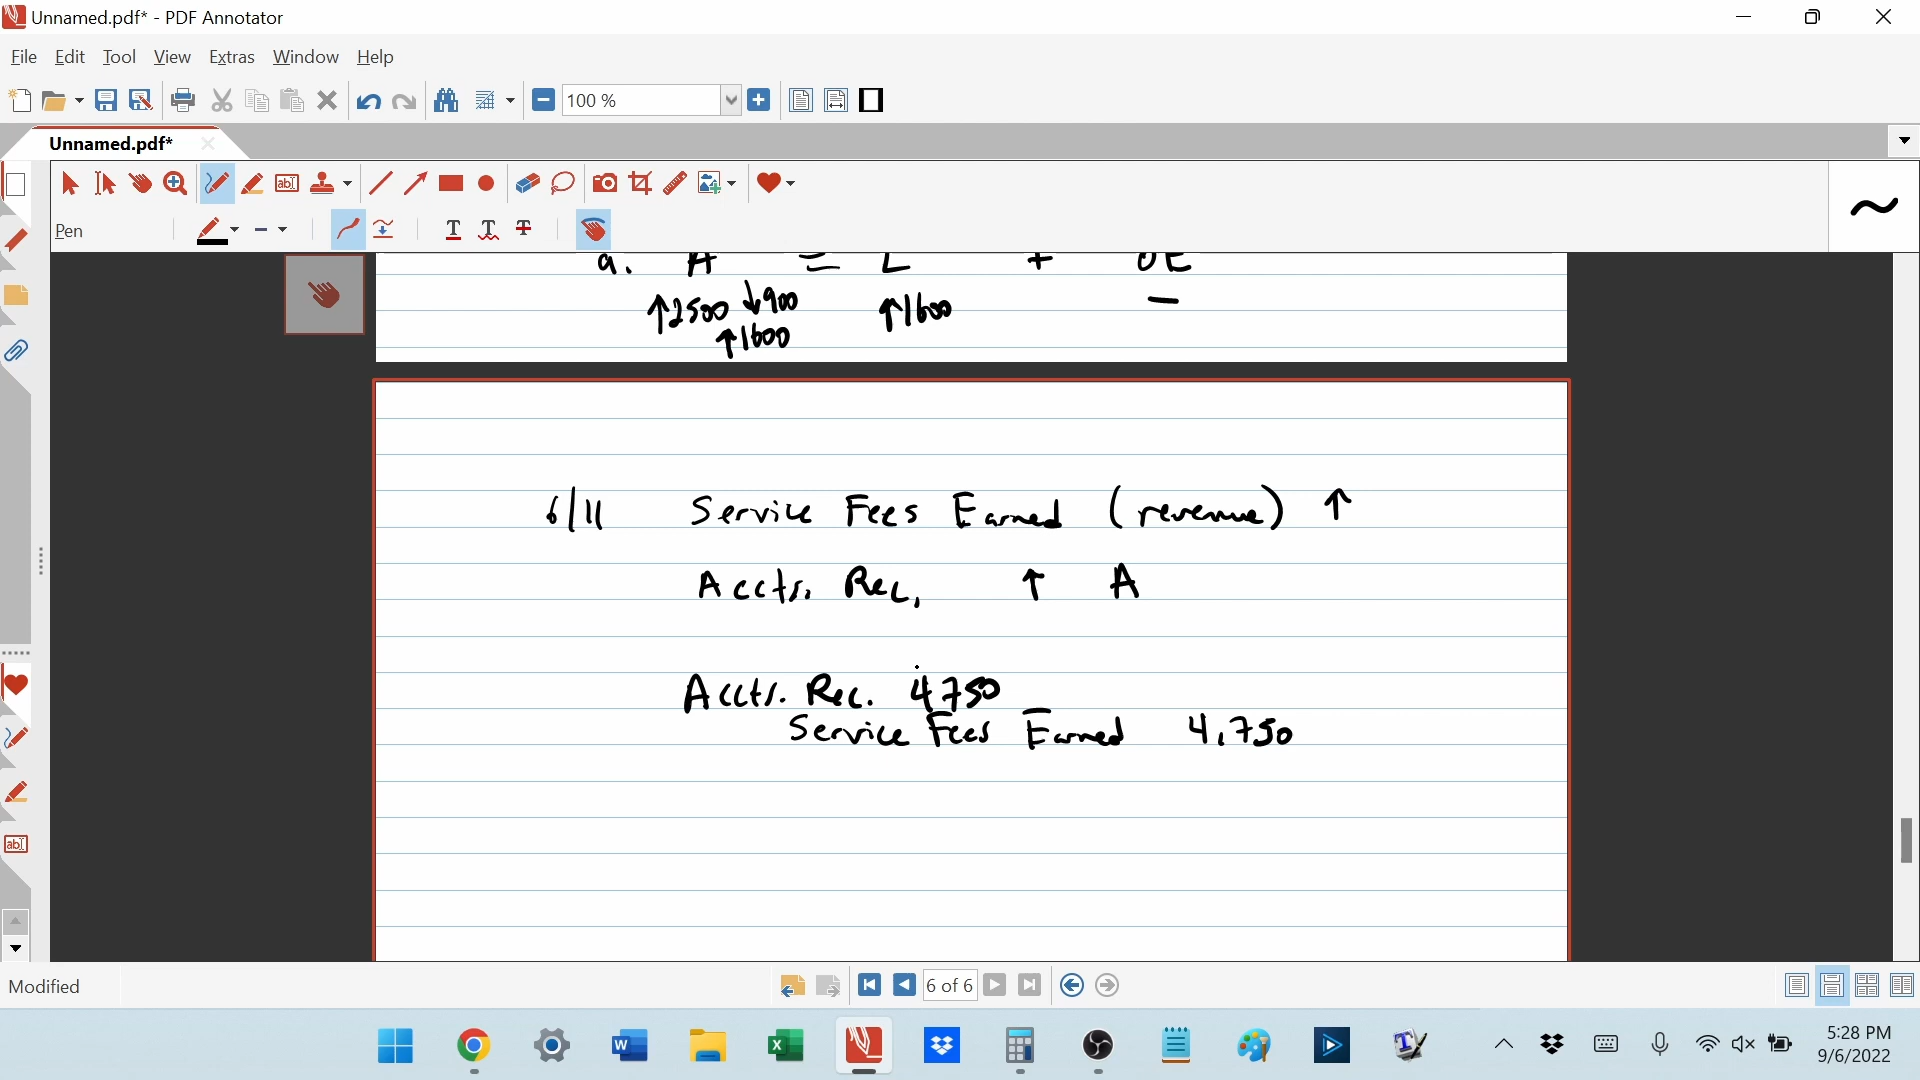 Unnamed.pdf* - PDF Annotator
File Edit Tool View Extras Window Help
100 %
Unnamed.pdf*
Pen
a. A = L + OE
↑2500 ↓900 ↑1600 —
↑1600
6/11 Service Fees Earned (revenue) ↑
Accts. Rec. ↑ A
Accts. Rec. 4750
Service Fees Earned 4,750
Modified
6 of 6
5:28 PM
9/6/2022